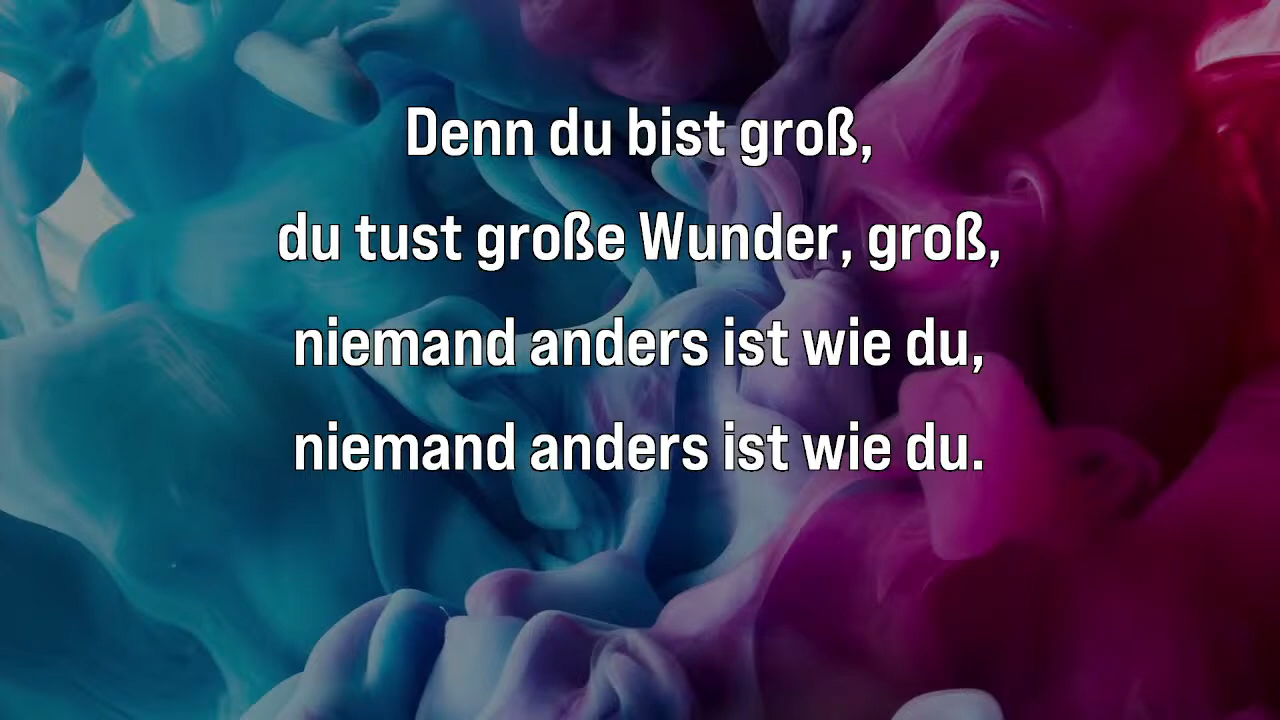 Denn du bist groß,
du tust große Wunder, groß,
niemand anders ist wie du,
niemand anders ist wie du.